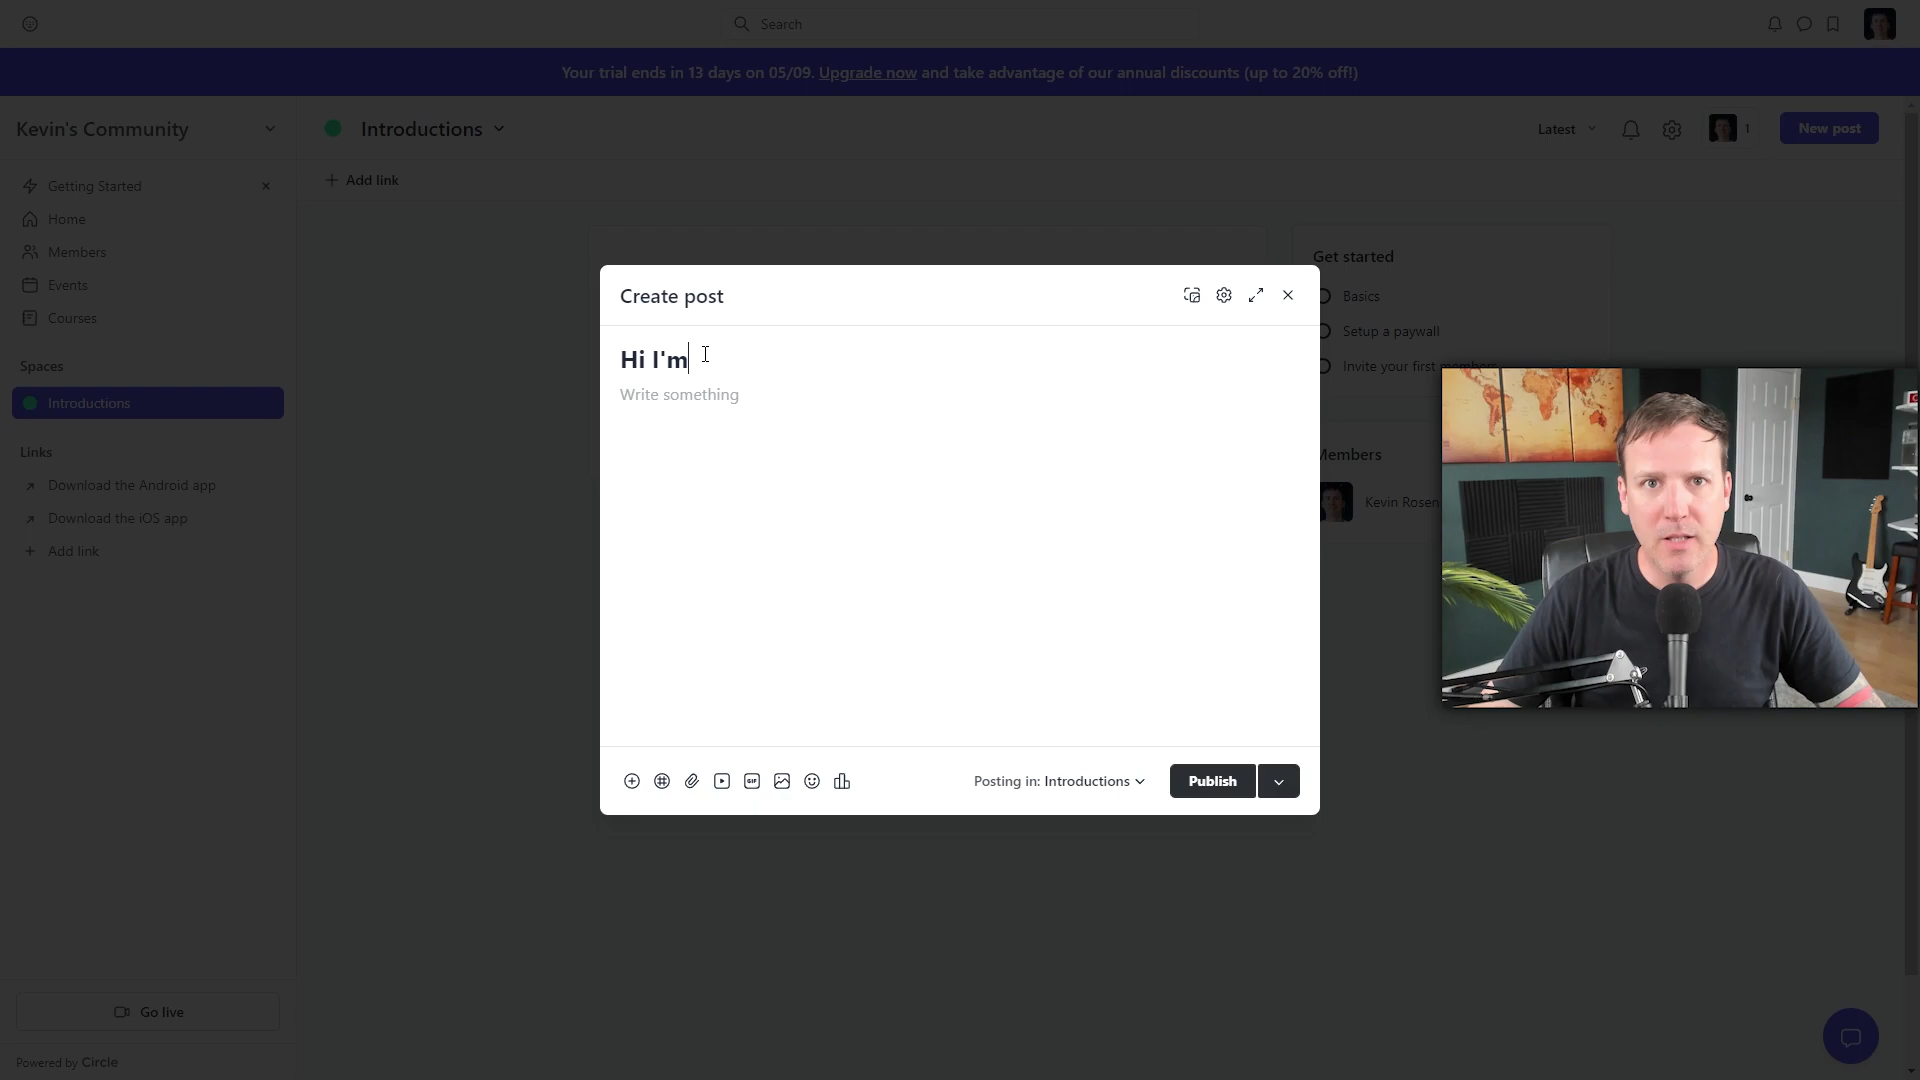 Search
Your trial ends in 13 days on 05/09. Upgrade now and take advantage of our annual discounts (up to 20% off!)
Kevin's Community
Introductions
Latest
1
New post
Add link
Getting Started
Home
Members
Events
Courses
Spaces
Introductions
Links
Download the Android app
Download the iOS app
Add link
Get started
Basics
Setup a paywall
Invite your first members
Members
Kevin Rosen
Create post
Hi I'm
Write something
GIF
Posting in: Introductions
Publish
Go live
Powered by Circle